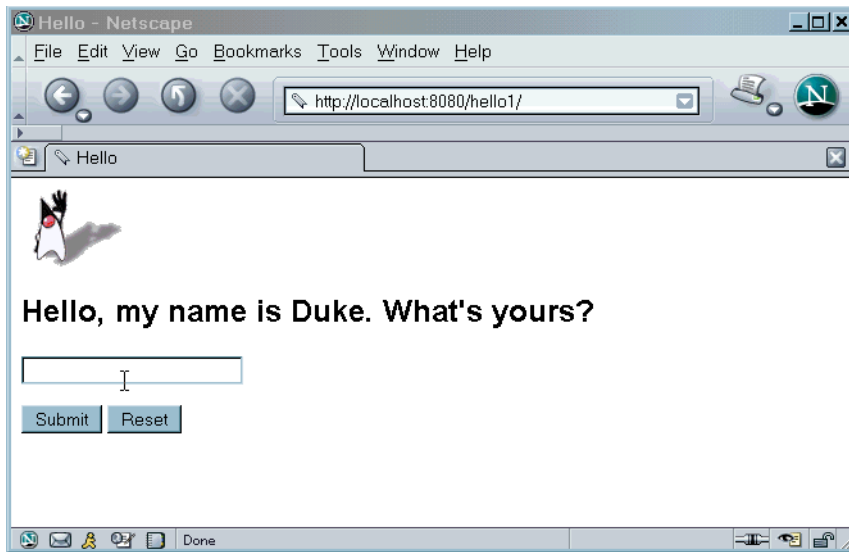 Hello - Netscape
File Edit View Go Bookmarks Tools Window Help
http://localhost:8080/hello1/
N
Hello
Hello, my name is Duke. What's yours?
Submit Reset
Done